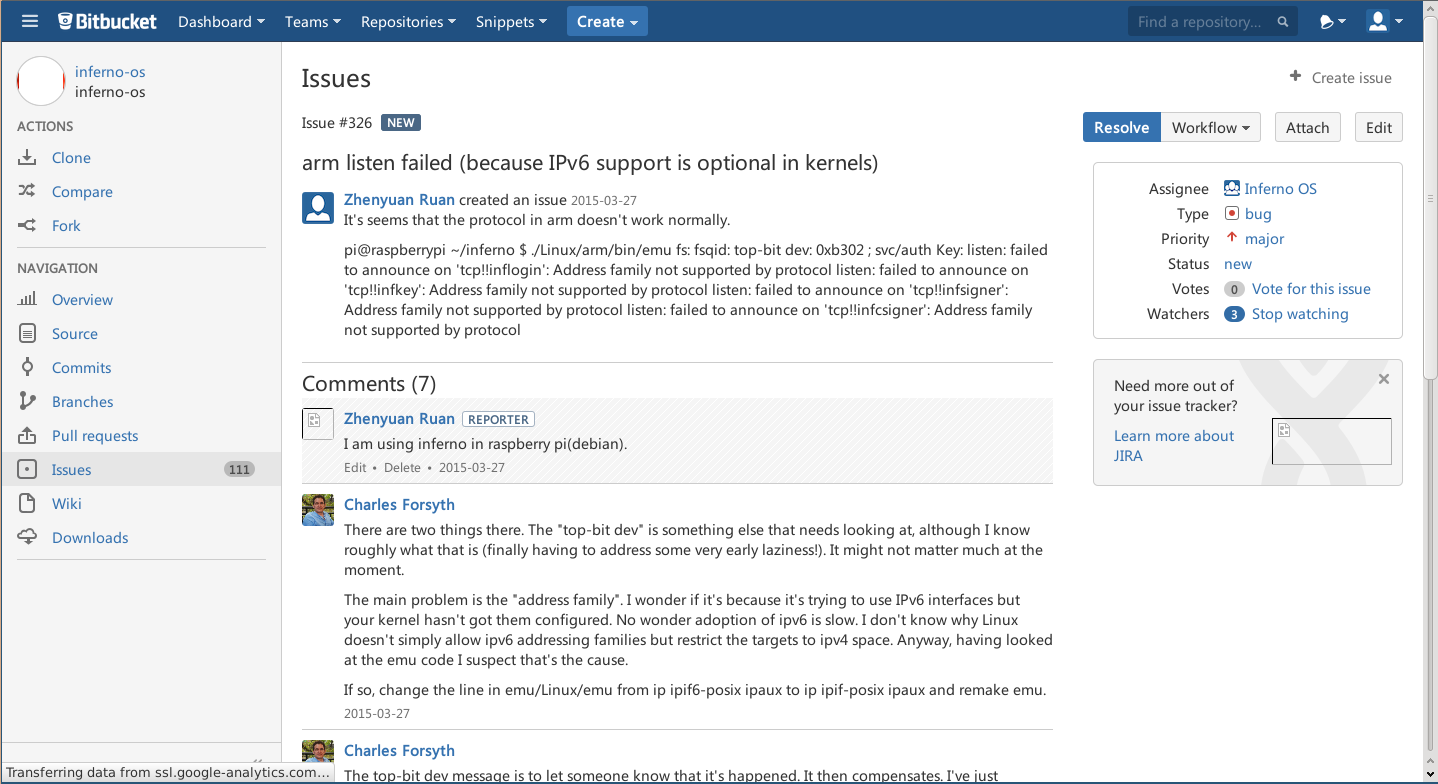 Bitbucket Dashboard Teams Repositories Snippets Create Find a repository...
inferno-os
inferno-os
ACTIONS
Clone
Compare
Fork
NAVIGATION
Overview
Source
Commits
Branches
Pull requests
Issues 111
Wiki
Downloads
Issues
Create issue
Issue #326 NEW
Resolve Workflow Attach Edit
arm listen failed (because IPv6 support is optional in kernels)
Zhenyuan Ruan created an issue 2015-03-27
It's seems that the protocol in arm doesn't work normally.
pi@raspberrypi ~/inferno $ ./Linux/arm/bin/emu fs: fsqid: top-bit dev: 0xb302 ; svc/auth Key: listen: failed
to announce on 'tcp!!inflogin': Address family not supported by protocol listen: failed to announce on
'tcp!!infkey': Address family not supported by protocol listen: failed to announce on 'tcp!!infsigner':
Address family not supported by protocol listen: failed to announce on 'tcp!!infcsigner': Address family
not supported by protocol
Assignee Inferno OS
Type bug
Priority major
Status new
Votes 0 Vote for this issue
Watchers 3 Stop watching
Need more out of
your issue tracker?
Learn more about
JIRA
Comments (7)
Zhenyuan Ruan REPORTER
I am using inferno in raspberry pi(debian).
Edit • Delete • 2015-03-27
Charles Forsyth
There are two things there. The "top-bit dev" is something else that needs looking at, although I know
roughly what that is (finally having to address some very early laziness!). It might not matter much at the
moment.
The main problem is the "address family". I wonder if it's because it's trying to use IPv6 interfaces but
your kernel hasn't got them configured. No wonder adoption of ipv6 is slow. I don't know why Linux
doesn't simply allow ipv6 addressing families but restrict the targets to ipv4 space. Anyway, having looked
at the emu code I suspect that's the cause.
If so, change the line in emu/Linux/emu from ip ipif6-posix ipaux to ip ipif-posix ipaux and remake emu.
2015-03-27
Charles Forsyth
The top-bit dev message is to let someone know that it's happened. It then compensates. I've just
Transferring data from ssl.google-analytics.com...